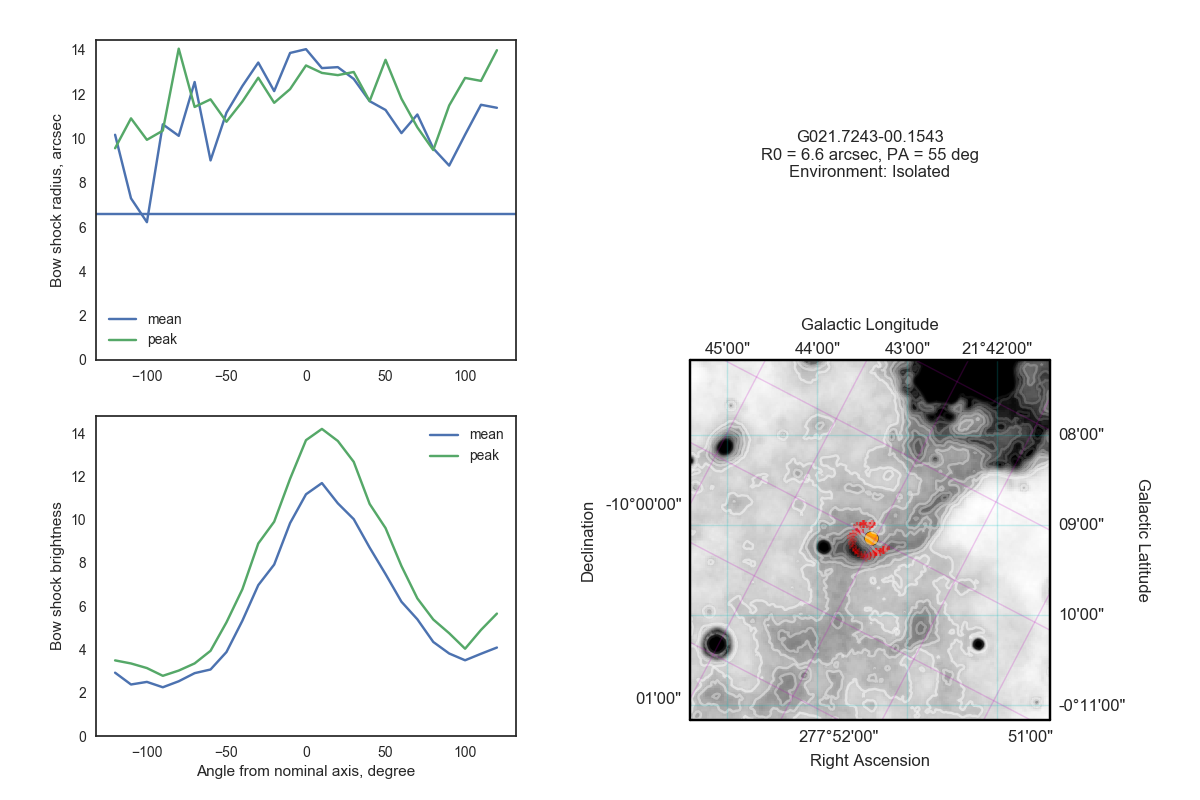 14
12
10
8
6
4
2
0
Bow shock radius, arcsec
mean
peak
−100
−50
0
50
100
14
12
10
8
6
4
2
0
Bow shock brightness
mean
peak
−100
−50
0
50
100
Angle from nominal axis, degree
G021.7243-00.1543
R0 = 6.6 arcsec, PA = 55 deg
Environment: Isolated
Galactic Longitude
45'00"
44'00"
43'00"
21°42'00"
08'00"
09'00"
10'00"
-0°11'00"
Galactic Latitude
-10°00'00"
01'00"
Declination
277°52'00"
51'00"
Right Ascension